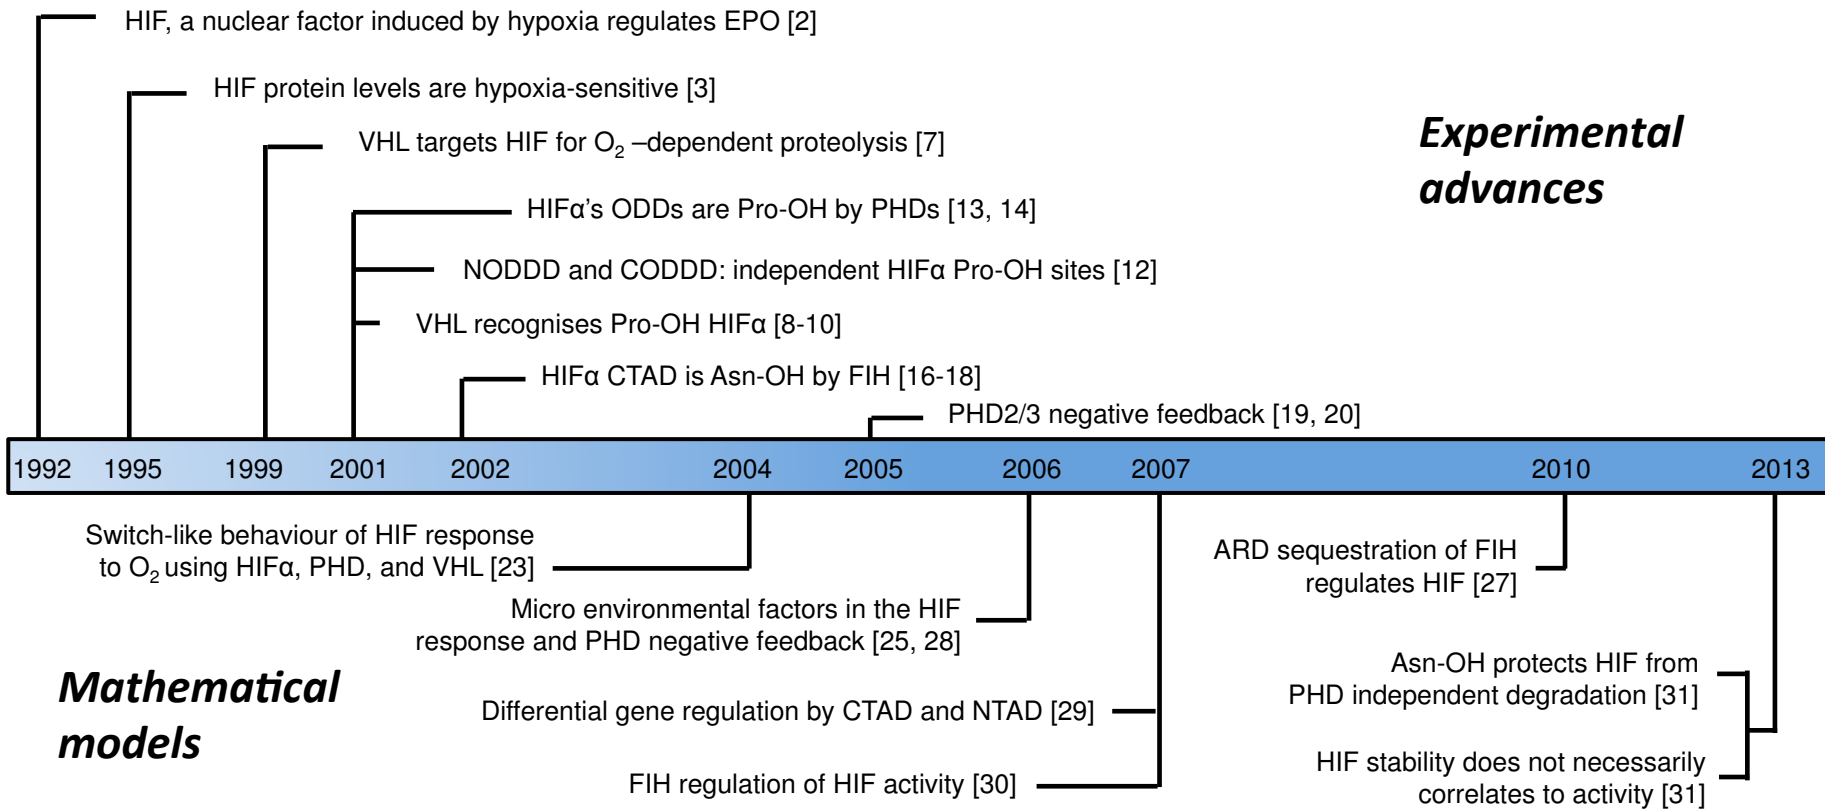 HIF, a nuclear factor induced by hypoxia regulates EPO [2]
HIF protein levels are hypoxia-sensitive [3]
VHL targets HIF for O₂ –dependent proteolysis [7]
Experimental
advances
HIFα's ODDs are Pro-OH by PHDs [13, 14]
NODDD and CODDD: independent HIFα Pro-OH sites [12]
VHL recognises Pro-OH HIFα [8-10]
HIFα CTAD is Asn-OH by FIH [16-18]
PHD2/3 negative feedback [19, 20]
1992 1995 1999 2001 2002 2004 2005 2006 2007 2010 2013
Switch-like behaviour of HIF response
to O₂ using HIFα, PHD, and VHL [23]
ARD sequestration of FIH
regulates HIF [27]
Micro environmental factors in the HIF
response and PHD negative feedback [25, 28]
Mathematical
models
Asn-OH protects HIF from
PHD independent degradation [31]
Differential gene regulation by CTAD and NTAD [29]
FIH regulation of HIF activity [30]
HIF stability does not necessarily
correlates to activity [31]